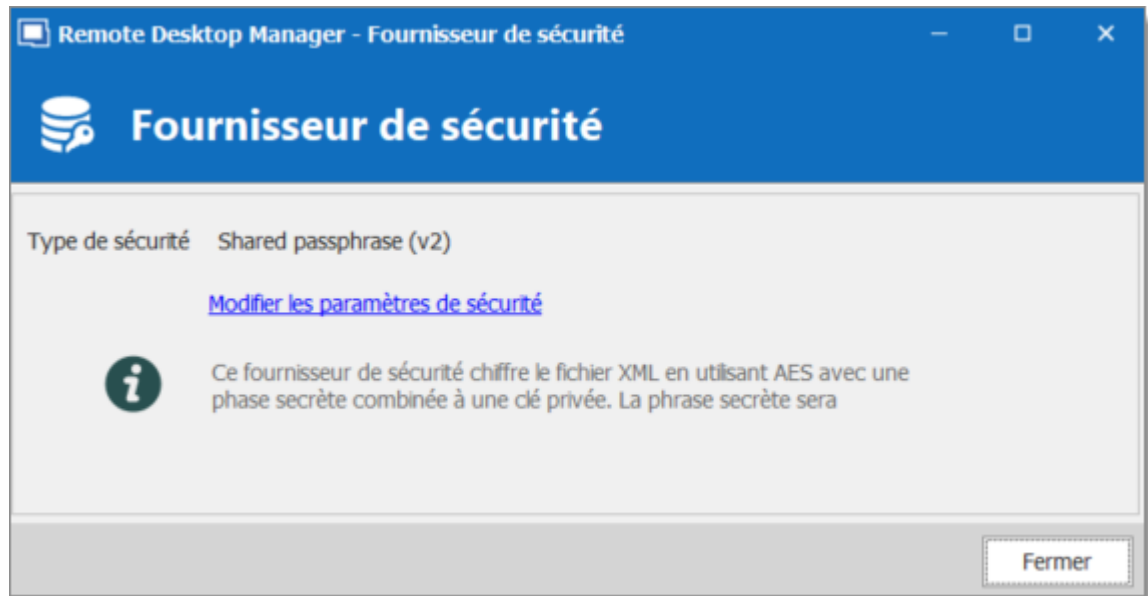 Remote Desktop Manager - Fournisseur de sécurité
Fournisseur de sécurité
Type de sécurité Shared passphrase (v2)
Modifier les paramètres de sécurité
Ce fournisseur de sécurité chiffre le fichier XML en utilisant AES avec une
phase secrète combinée à une clé privée. La phrase secrète sera
Fermer